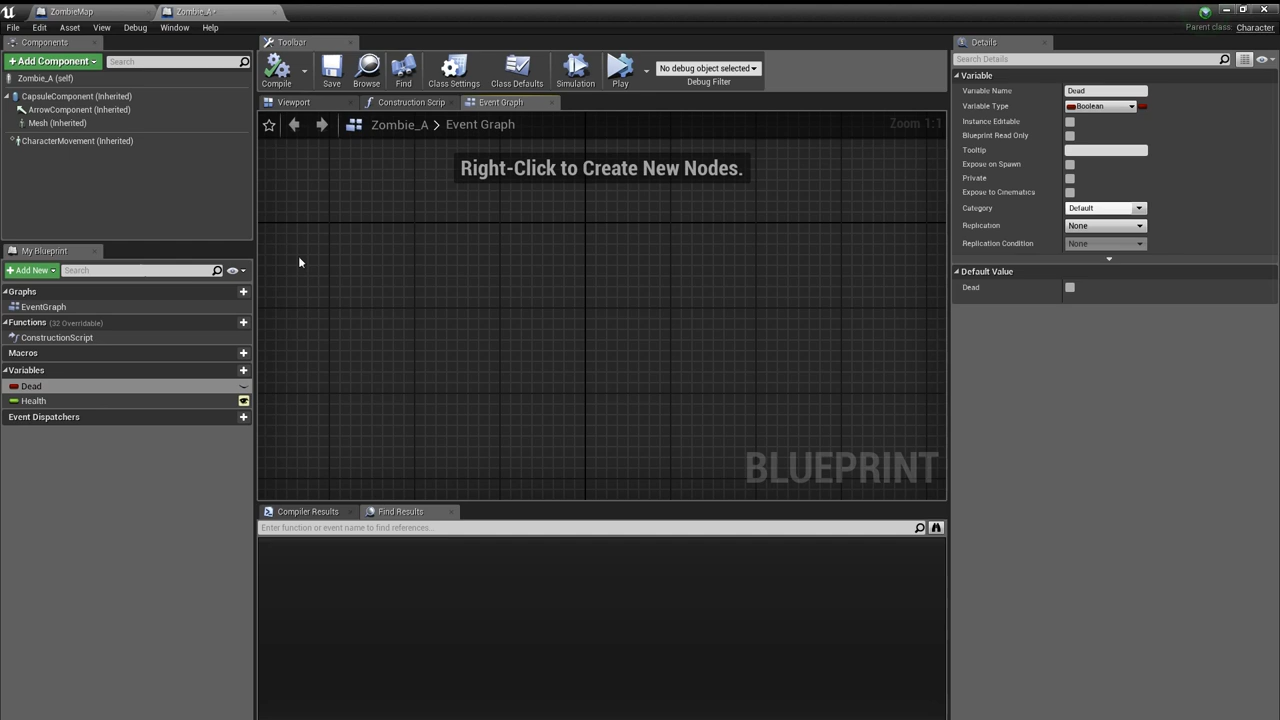 ZombieMap
Zombie_A*
File Edit Asset View Debug Window Help
Parent class: Character
Components
Add Component
Search
Zombie_A (self)
CapsuleComponent (Inherited)
ArrowComponent (Inherited)
Mesh (Inherited)
CharacterMovement (Inherited)
My Blueprint
Add New
Search
Graphs
EventGraph
Functions (32 Overridable)
ConstructionScript
Macros
Variables
Dead
Health
Event Dispatchers
Toolbar
Compile
Save
Browse
Find
Class Settings
Class Defaults
Simulation
Play
No debug object selected
Debug Filter
Viewport
Construction Scrip
Event Graph
Zombie_A > Event Graph
Zoom 1:1
Right-Click to Create New Nodes.
BLUEPRINT
Compiler Results
Find Results
Enter function or event name to find references...
Details
Search Details
Variable
Variable Name Dead
Variable Type Boolean
Instance Editable
Blueprint Read Only
Tooltip
Expose on Spawn
Private
Expose to Cinematics
Category Default
Replication None
Replication Condition None
Default Value
Dead